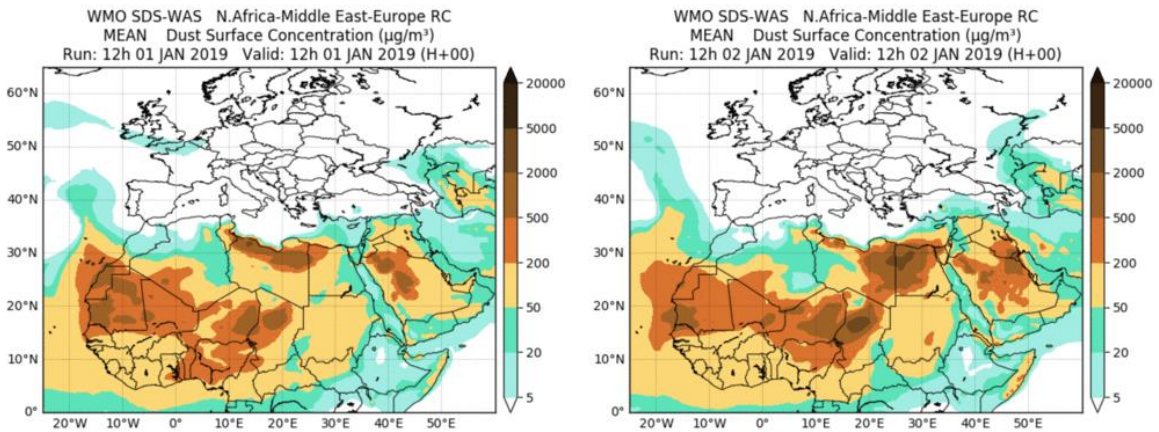 WMO SDS-WAS   N.Africa-Middle East-Europe RC
MEAN    Dust Surface Concentration (µg/m³)
Run: 12h 01 JAN 2019   Valid: 12h 01 JAN 2019 (H+00)
60°N
50°N
40°N
30°N
20°N
10°N
0°
20°W
10°W
0°
10°E
20°E
30°E
40°E
50°E
20000
5000
2000
500
200
50
20
5
WMO SDS-WAS   N.Africa-Middle East-Europe RC
MEAN    Dust Surface Concentration (µg/m³)
Run: 12h 02 JAN 2019   Valid: 12h 02 JAN 2019 (H+00)
60°N
50°N
40°N
30°N
20°N
10°N
0°
20°W
10°W
0°
10°E
20°E
30°E
40°E
50°E
20000
5000
2000
500
200
50
20
5